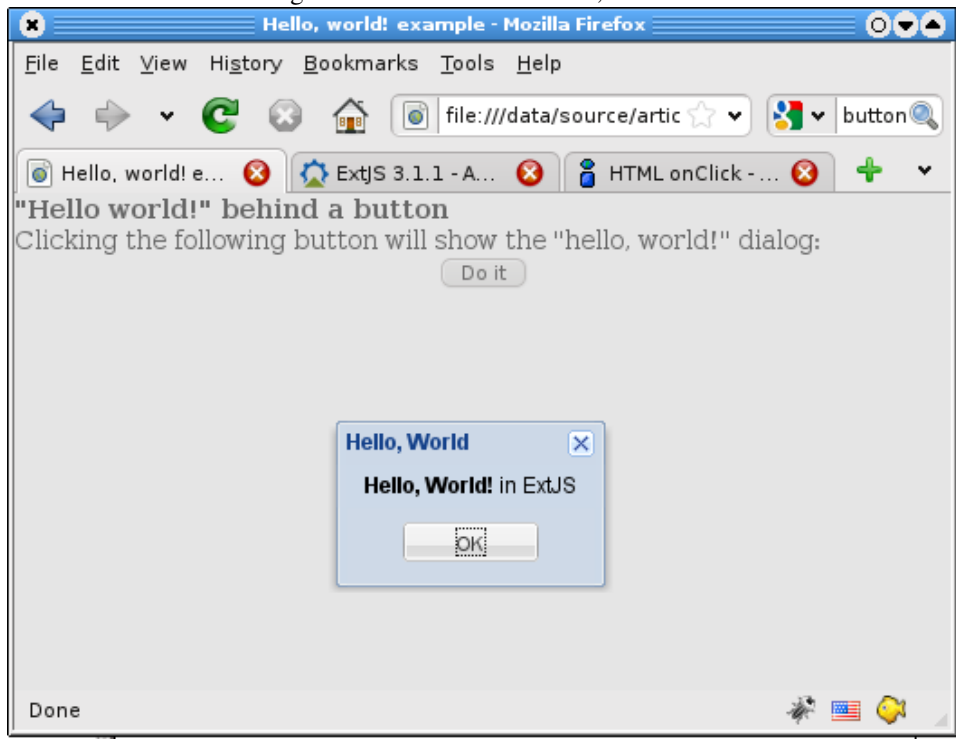 Hello, world! example - Mozilla Firefox
File Edit View History Bookmarks Tools Help
file:///data/source/artic button
Hello, world! e... ExtJS 3.1.1 - A... HTML onClick - ...
"Hello world!" behind a button
Clicking the following button will show the "hello, world!" dialog:
Do it
Hello, World
Hello, World! in ExtJS
OK
Done